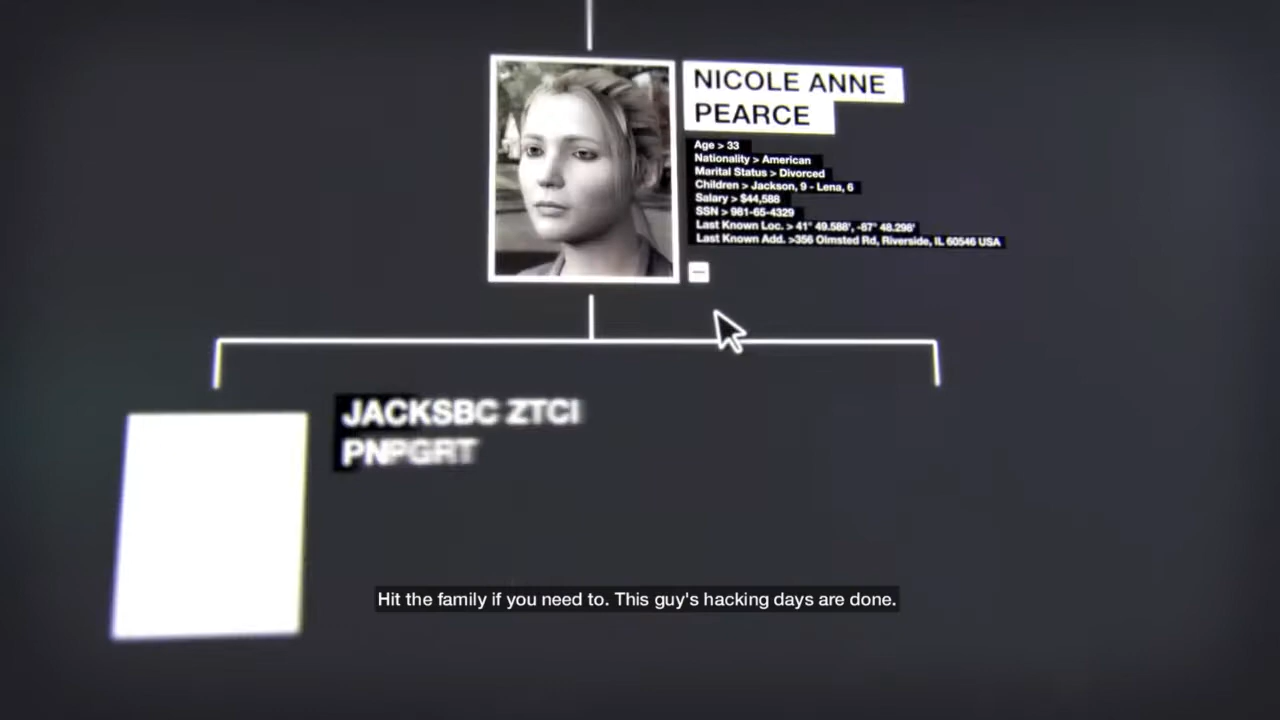 NICOLE ANNE
PEARCE
Age > 33
Nationality > American
Marital Status > Divorced
Children > Jackson, 9 - Lena, 6
Salary > $44,588
SSN > 981-65-4329
Last Known Loc. > 41° 49.588', -87° 48.298'
Last Known Add. >356 Olmsted Rd, Riverside, IL 60546 USA
JACKSBC ZTCI
PNPGRT
Hit the family if you need to. This guy's hacking days are done.